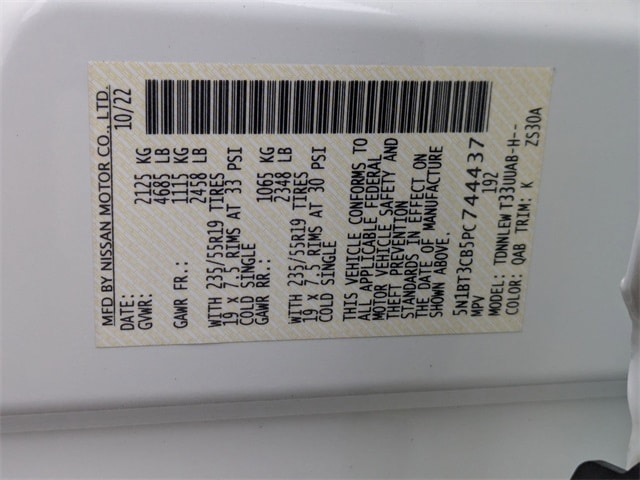 MFD BY NISSAN MOTOR CO., LTD.
DATE: 10/22
GVWR: 2125 KG
4685 LB
GAWR FR.: 1115 KG
2458 LB
WITH 235/55R19 TIRES
19 x 7.5 RIMS AT 33 PSI
COLD SINGLE
GAWR RR.: 1065 KG
2348 LB
WITH 235/55R19 TIRES
19 x 7.5 RIMS AT 30 PSI
COLD SINGLE
THIS VEHICLE CONFORMS TO
ALL APPLICABLE FEDERAL
MOTOR VEHICLE SAFETY AND
THEFT PREVENTION
STANDARDS IN EFFECT ON
THE DATE OF MANUFACTURE
SHOWN ABOVE.
5N1BT3CB5PC744437
MPV 192
MODEL: TDNNLEW T33UUAB-H--
COLOR: QAB TRIM: K ZS30A